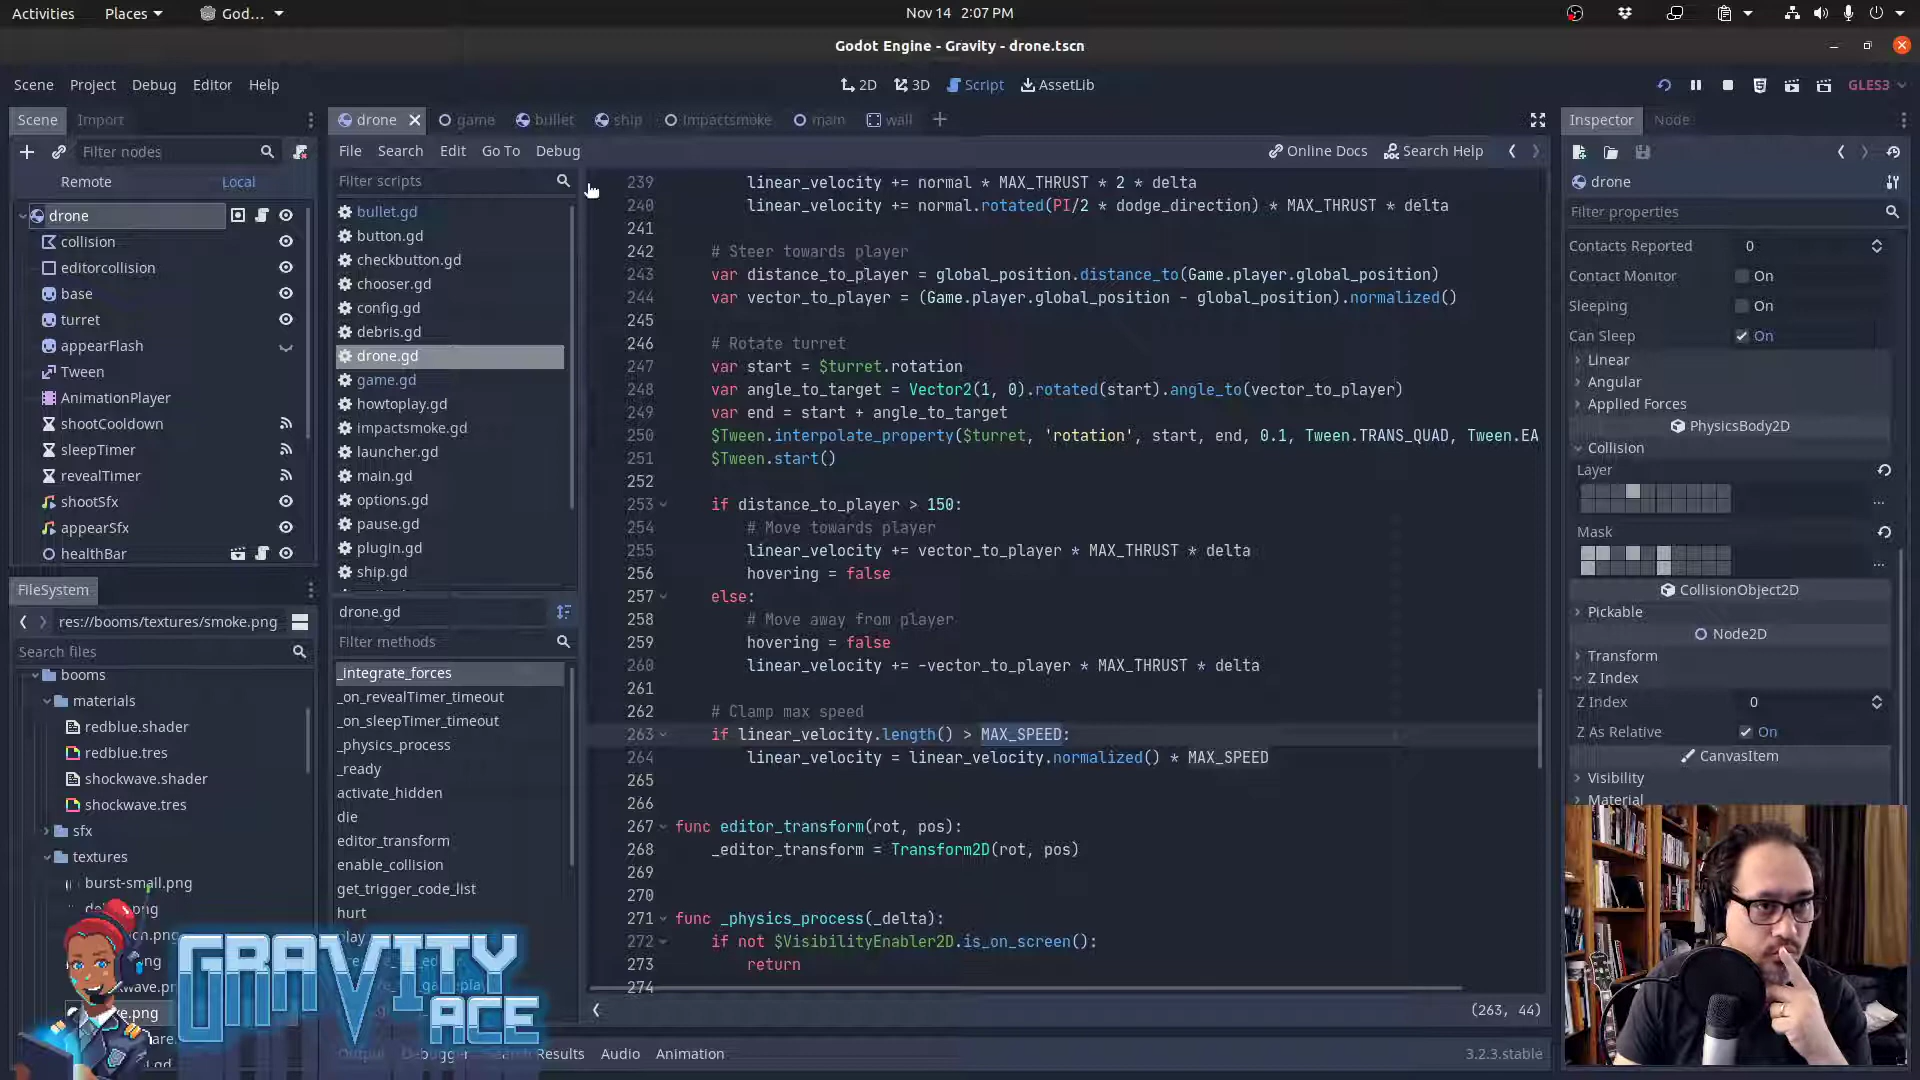 Activities
Places
God...
Nov 14 2:07 PM
Godot Engine - Gravity - drone.tscn
Scene
Project
Debug
Editor
Help
2D
3D
Script
AssetLib
GLES3
Scene
Import
drone
game
bullet
ship
impactsmoke
main
wall
Inspector
Node
Filter nodes
File
Search
Edit
Go To
Debug
Online Docs
Search Help
Remote
Local
Filter scripts
drone
collision
editorcollision
base
turret
appearFlash
Tween
AnimationPlayer
shootCooldown
sleepTimer
revealTimer
shootSfx
appearSfx
healthBar
FileSystem
res://booms/textures/smoke.png
Search files
booms
materials
redblue.shader
redblue.tres
shockwave.shader
shockwave.tres
sfx
textures
burst-small.png
bullet.gd
button.gd
checkbutton.gd
chooser.gd
config.gd
debris.gd
drone.gd
game.gd
howtoplay.gd
impactsmoke.gd
launcher.gd
main.gd
options.gd
pause.gd
plugin.gd
ship.gd
drone.gd
Filter methods
_integrate_forces
_on_revealTimer_timeout
_on_sleepTimer_timeout
_physics_process
_ready
activate_hidden
die
editor_transform
enable_collision
get_trigger_code_list
hurt
play
239 linear_velocity += normal * MAX_THRUST * 2 * delta
240 linear_velocity += normal.rotated(PI/2 * dodge_direction) * MAX_THRUST * delta
241
242 # Steer towards player
243 var distance_to_player = global_position.distance_to(Game.player.global_position)
244 var vector_to_player = (Game.player.global_position - global_position).normalized()
245
246 # Rotate turret
247 var start = $turret.rotation
248 var angle_to_target = Vector2(1, 0).rotated(start).angle_to(vector_to_player)
249 var end = start + angle_to_target
250 $Tween.interpolate_property($turret, 'rotation', start, end, 0.1, Tween.TRANS_QUAD, Tween.EA
251 $Tween.start()
252
253 if distance_to_player > 150:
254 # Move towards player
255 linear_velocity += vector_to_player * MAX_THRUST * delta
256 hovering = false
257 else:
258 # Move away from player
259 hovering = false
260 linear_velocity += -vector_to_player * MAX_THRUST * delta
261
262 # Clamp max speed
263 if linear_velocity.length() > MAX_SPEED:
264 linear_velocity = linear_velocity.normalized() * MAX_SPEED
265
266
267 func editor_transform(rot, pos):
268 _editor_transform = Transform2D(rot, pos)
269
270
271 func _physics_process(_delta):
272 if not $VisibilityEnabler2D.is_on_screen():
273 return
274
(263, 44)
Output
Debugger
Search Results
Audio
Animation
3.2.3.stable
drone
Filter properties
Contacts Reported 0
Contact Monitor On
Sleeping On
Can Sleep On
Linear
Angular
Applied Forces
PhysicsBody2D
Collision
Layer
...
Mask
...
CollisionObject2D
Pickable
Node2D
Transform
Z Index
Z Index 0
Z As Relative On
CanvasItem
Visibility
Material
GRAVITY
ACE